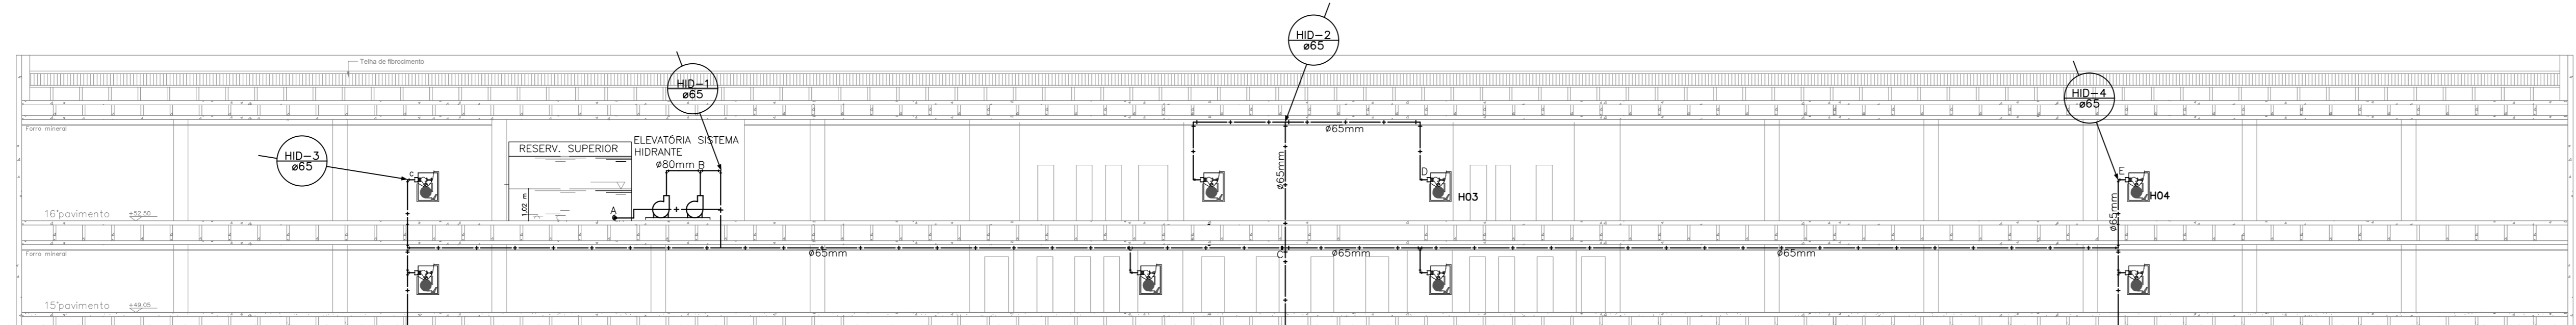 HID-2
ø65
Telha de fibrocimento
HID-1
ø65
HID-4
ø65
Forro mineral
ø65mm
ELEVATÓRIA SISTEMA
HIDRANTE
RESERV. SUPERIOR
HID-3
ø65
ø80mm B
c
D
E
ø65mm
H03
H04
1,02 m
A
16°pavimento +52,50
ø65mm
Forro mineral
ø65mm
C
ø65mm
ø65mm
15°pavimento +49,05